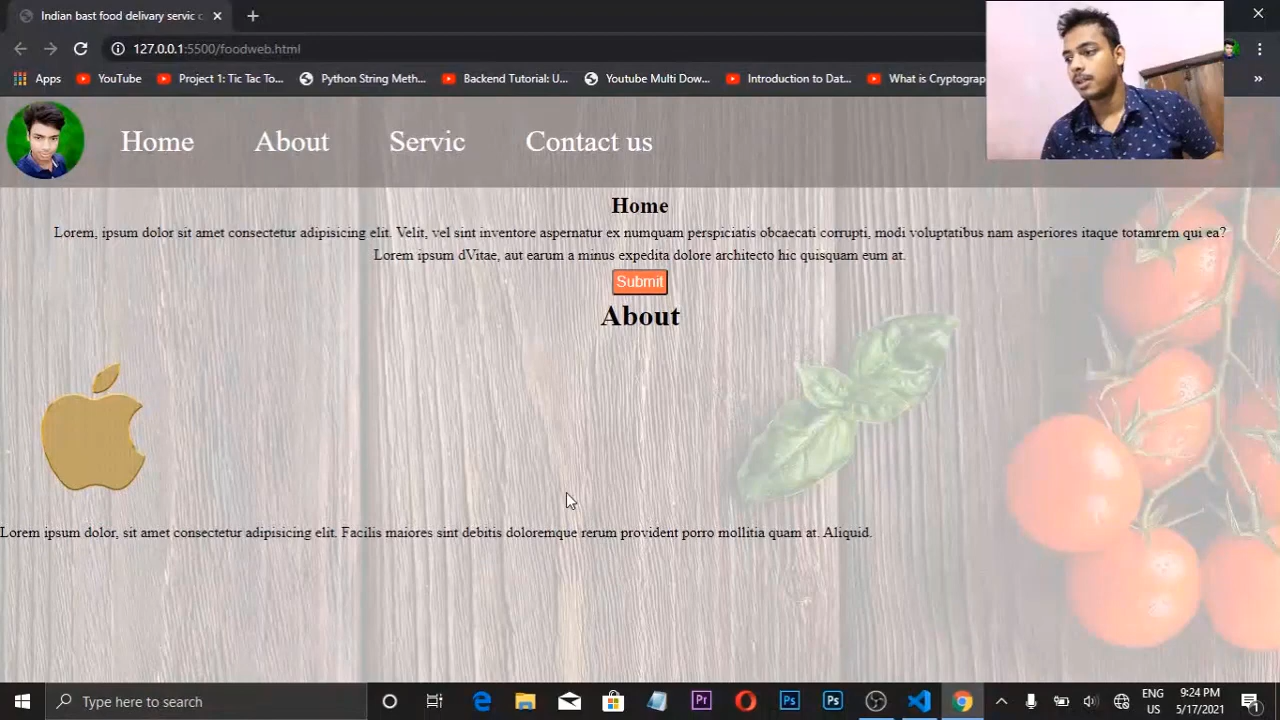 Indian bast food delivery servic c
127.0.0.1:5500/foodweb.html
Apps YouTube Project 1: Tic Tac To... Python String Meth... Backend Tutorial: U... Youtube Multi Dow... Introduction to Dat... What is Cryptograp »
Home About Servic Contact us
Home
Lorem, ipsum dolor sit amet consectetur adipisicing elit. Velit, vel sint inventore aspernatur ex numquam perspiciatis obcaecati corrupti, modi voluptatibus nam asperiores itaque totamrem qui ea?
Lorem ipsum dVitae, aut earum a minus expedita dolore architecto hic quisquam eum at.
Submit
About
Lorem ipsum dolor, sit amet consectetur adipisicing elit. Facilis maiores sint debitis doloremque rerum provident porro mollitia quam at. Aliquid.
Type here to search
Pr Ps Ps
ENG
US
9:24 PM
5/17/2021
1